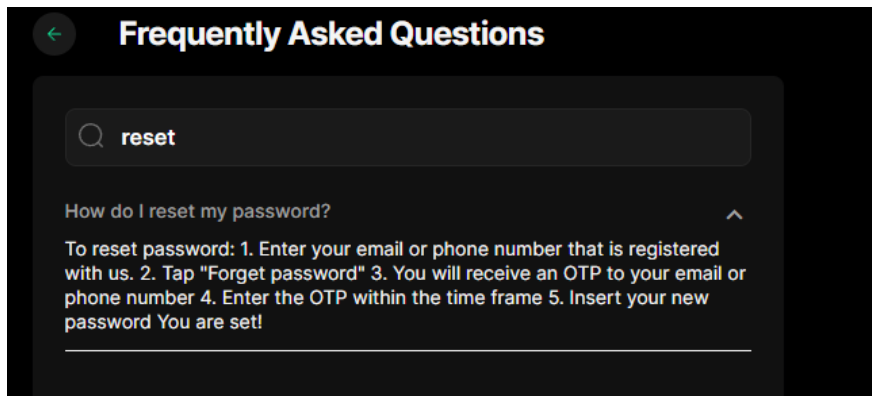 Frequently Asked Questions
reset
How do I reset my password?
To reset password: 1. Enter your email or phone number that is registered
with us. 2. Tap "Forget password" 3. You will receive an OTP to your email or
phone number 4. Enter the OTP within the time frame 5. Insert your new
password You are set!